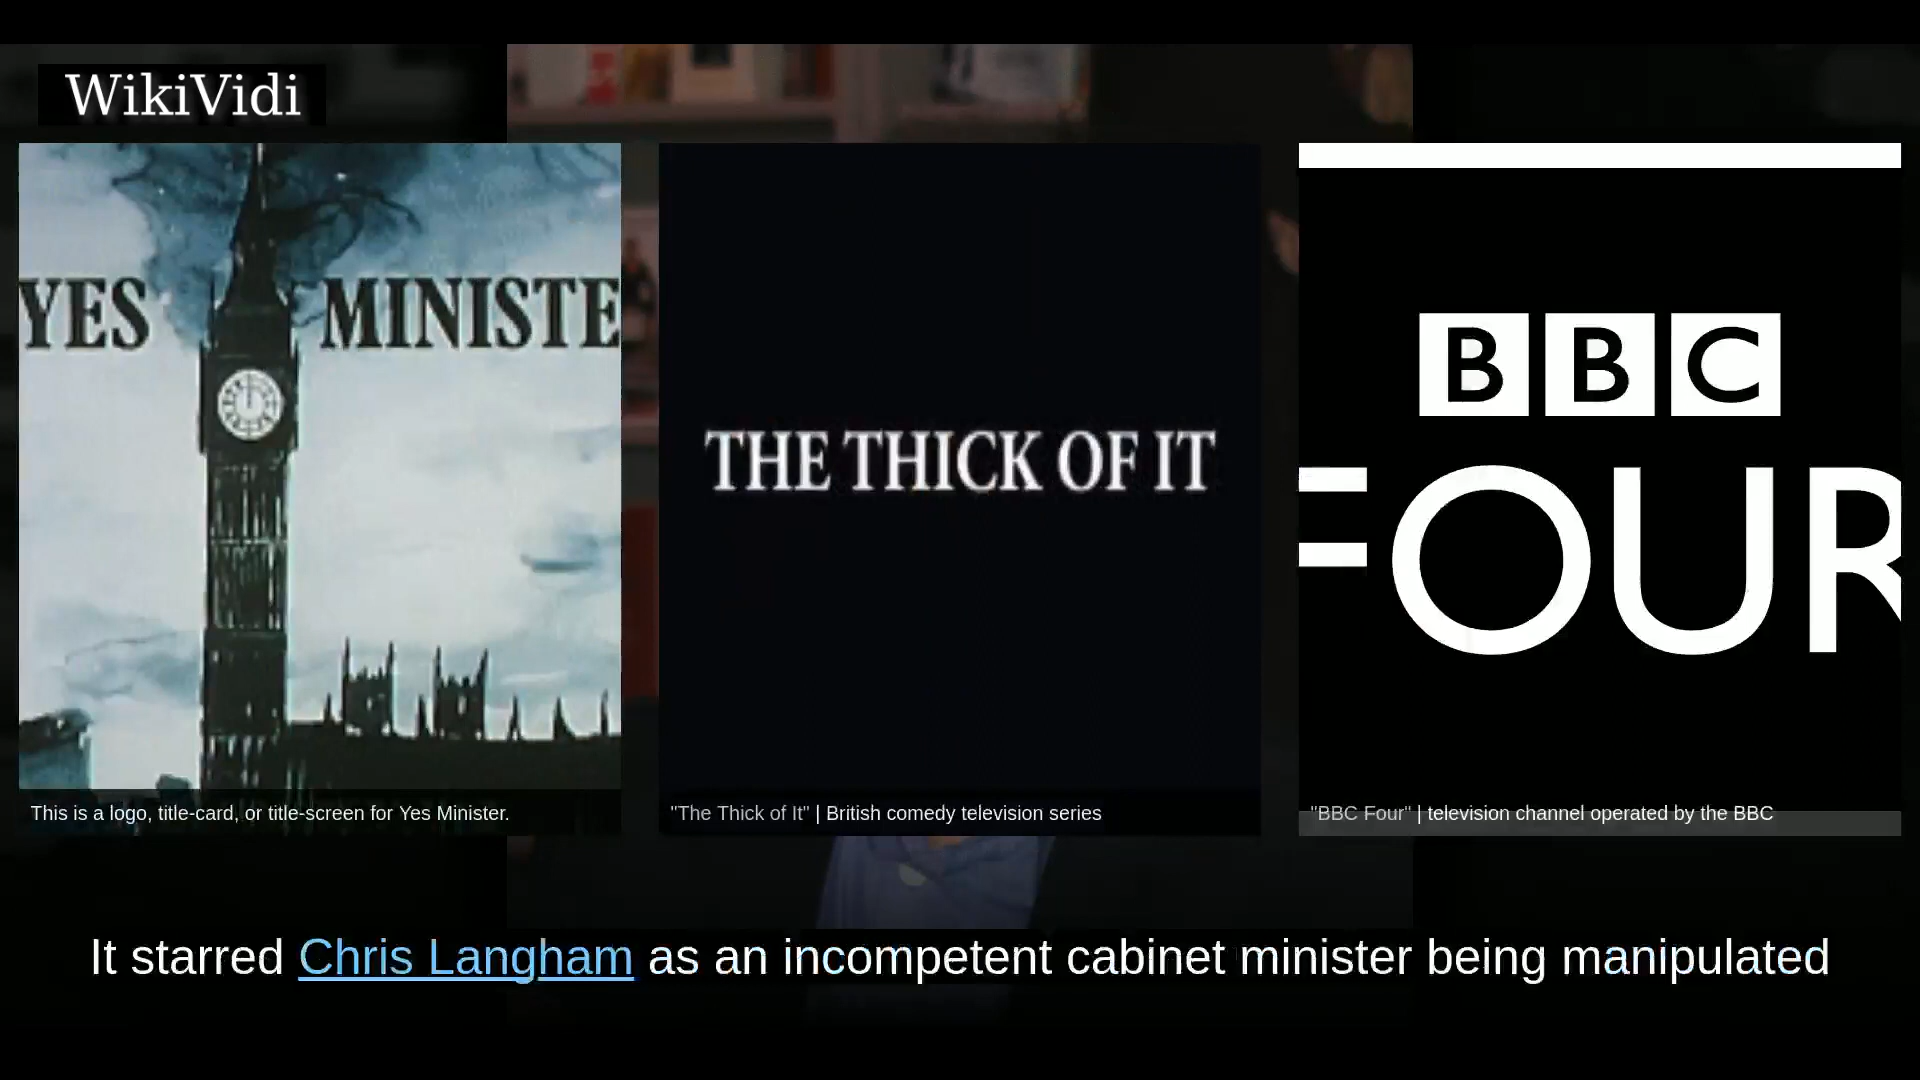 WikiVidi
YES MINISTE
THE THICK OF IT
BBC
FOUR
This is a logo, title-card, or title-screen for Yes Minister.
"The Thick of It" | British comedy television series
"BBC Four" | television channel operated by the BBC
It starred Chris Langham as an incompetent cabinet minister being manipulated